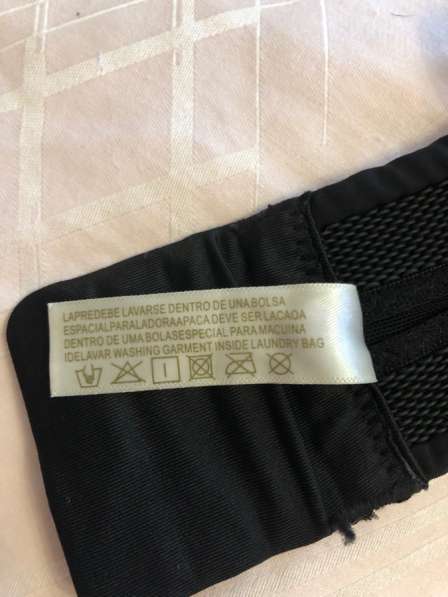 LAPREDEBE LAVARSE DENTRO DE UNA BOLSA
ESPACIALPARALADORAAPACA DEVE SER LACAOA
DENTRO DE UMA BOLASESPECIAL PARA MACUINA
IDELAVAR WASHING GARMENT INSIDE LAUNDRY BAG